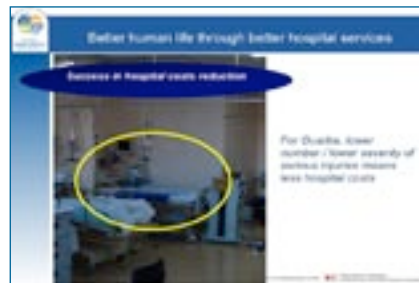 Better human life through better hospital services
Success in hospital costs reduction
For
lower
number / lower severity of
serious injuries means
less hospital costs